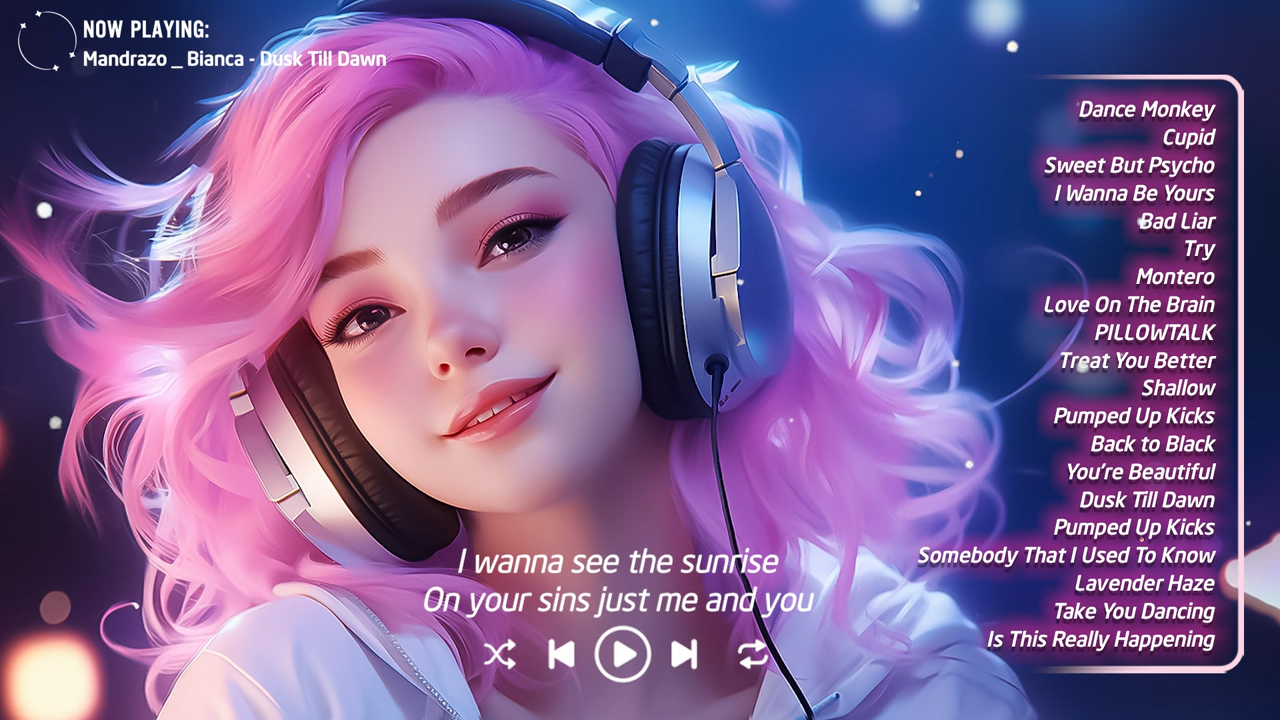 NOW PLAYING:
Mandrazo _ Bianca - Dusk Till Dawn
Dance Monkey
Cupid
Sweet But Psycho
I Wanna Be Yours
Bad Liar
Try
Montero
Love On The Brain
PILLOWTALK
Treat You Better
Shallow
Pumped Up Kicks
Back to Black
You're Beautiful
Dusk Till Dawn
Pumped Up Kicks
Somebody That I Used To Know
Lavender Haze
Take You Dancing
Is This Really Happening
I wanna see the sunrise
On your sins just me and you